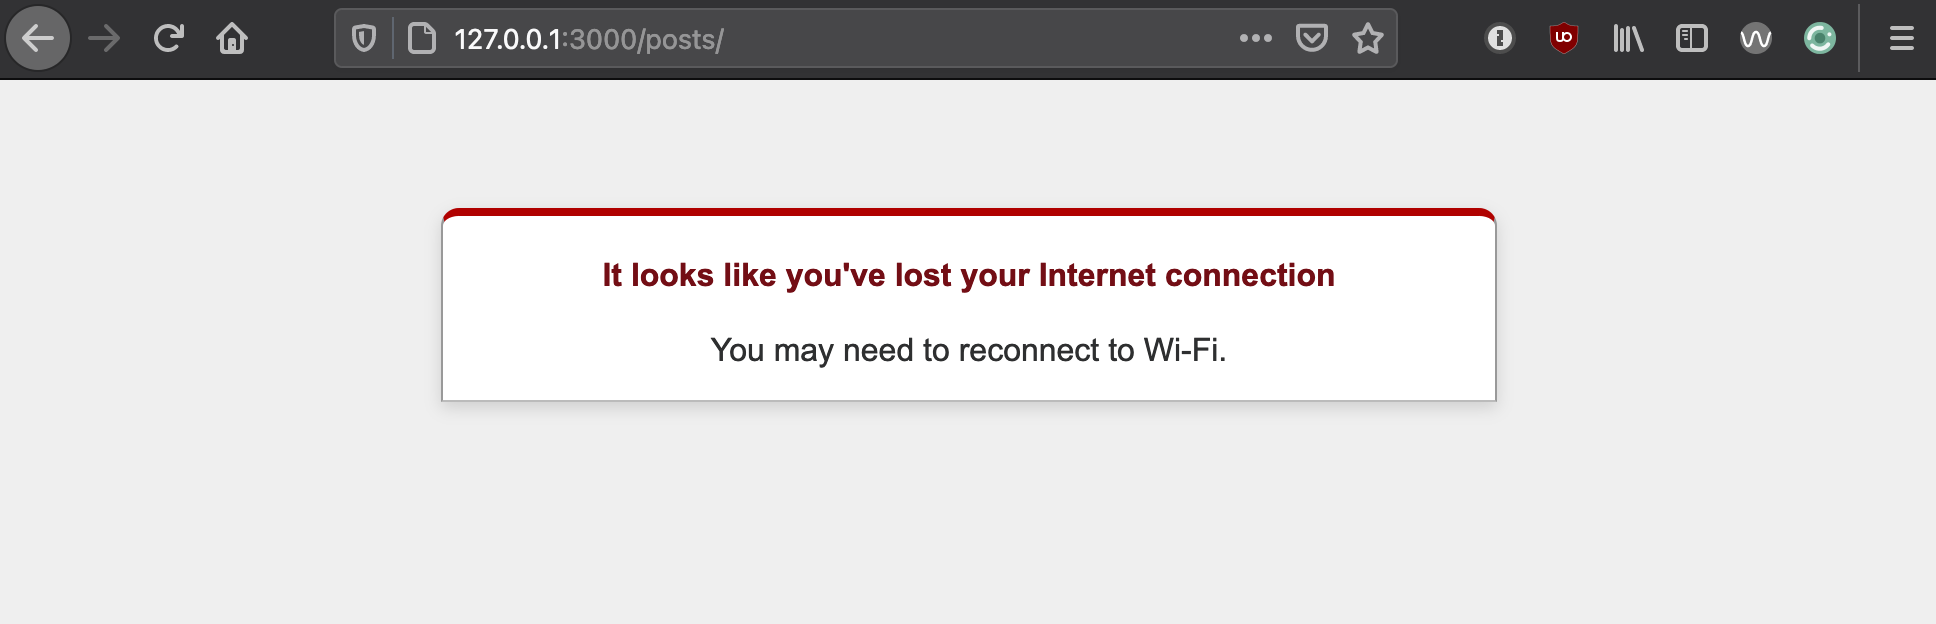 127.0.0.1:3000/posts/
uo
It looks like you've lost your Internet connection
You may need to reconnect to Wi-Fi.